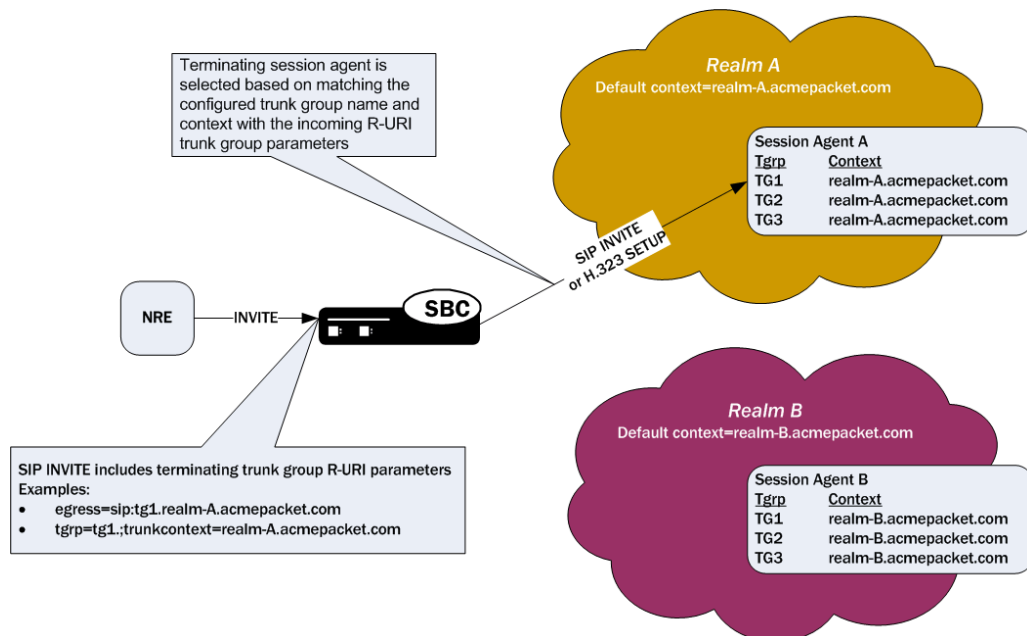 Terminating session agent is
selected based on matching the
configured trunk group name and
context with the incoming R-URI
trunk group parameters
Realm A
Default context=realm-A.acmepacket.com
Session Agent A
Tgrp Context
TG1 realm-A.acmepacket.com
TG2 realm-A.acmepacket.com
TG3 realm-A.acmepacket.com
SIP INVITE
or H.323 SETUP
NRE
INVITE
SBC
Realm B
Default context=realm-B.acmepacket.com
Session Agent B
Tgrp Context
TG1 realm-B.acmepacket.com
TG2 realm-B.acmepacket.com
TG3 realm-B.acmepacket.com
SIP INVITE includes terminating trunk group R-URI parameters
Examples:
• egress=sip:tg1.realm-A.acmepacket.com
• tgrp=tg1.;trunkcontext=realm-A.acmepacket.com